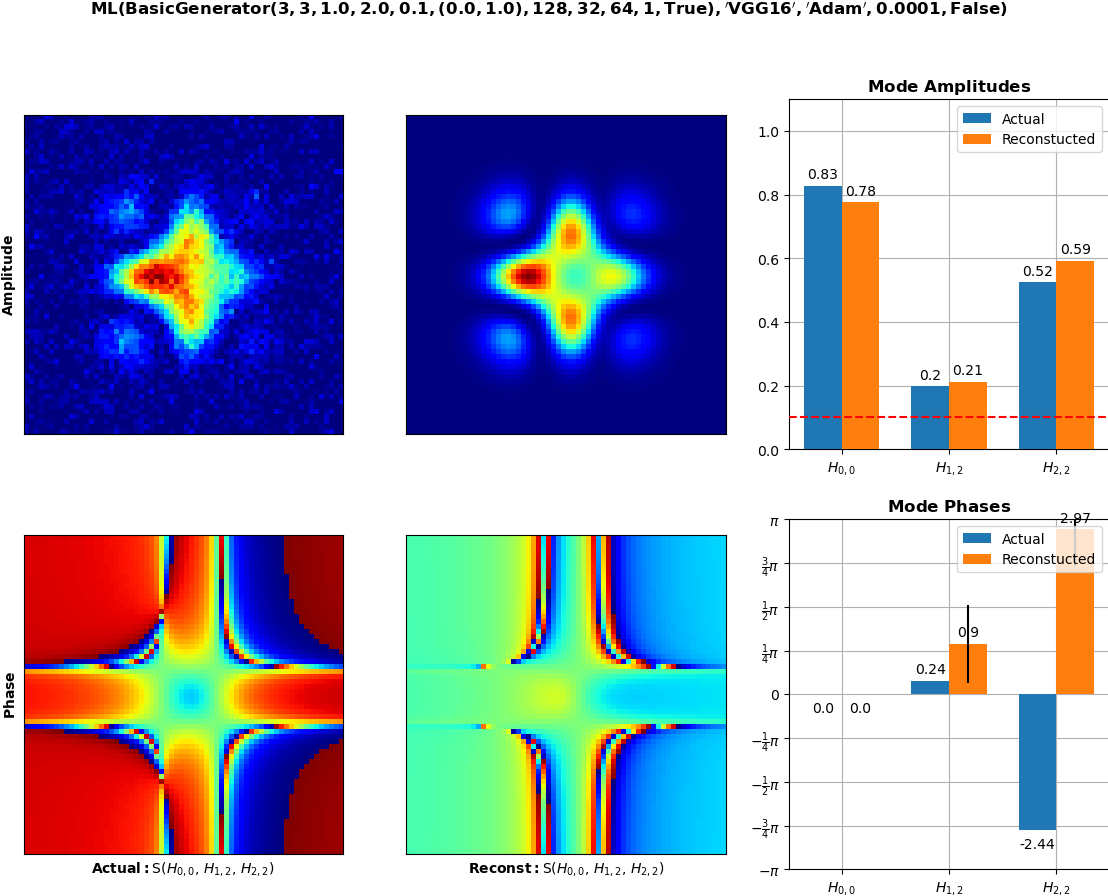 ML(BasicGenerator(3, 3, 1.0, 2.0, 0.1, (0.0, 1.0), 128, 32, 64, 1, True), 'VGG16', 'Adam', 0.0001, False)
Amplitude
Mode Amplitudes
Actual
Reconstucted
1.0
0.8
0.6
0.4
0.2
0.0
0.83
0.78
0.2
0.21
0.52
0.59
H0,0
H1,2
H2,2
Phase
Actual: S(H0,0, H1,2, H2,2)
Reconst: S(H0,0, H1,2, H2,2)
Mode Phases
Actual
Reconstucted
π
3/4π
1/2π
1/4π
0
−1/4π
−1/2π
−3/4π
−π
0.0
0.0
0.24
0.9
-2.44
2.97
H0,0
H1,2
H2,2